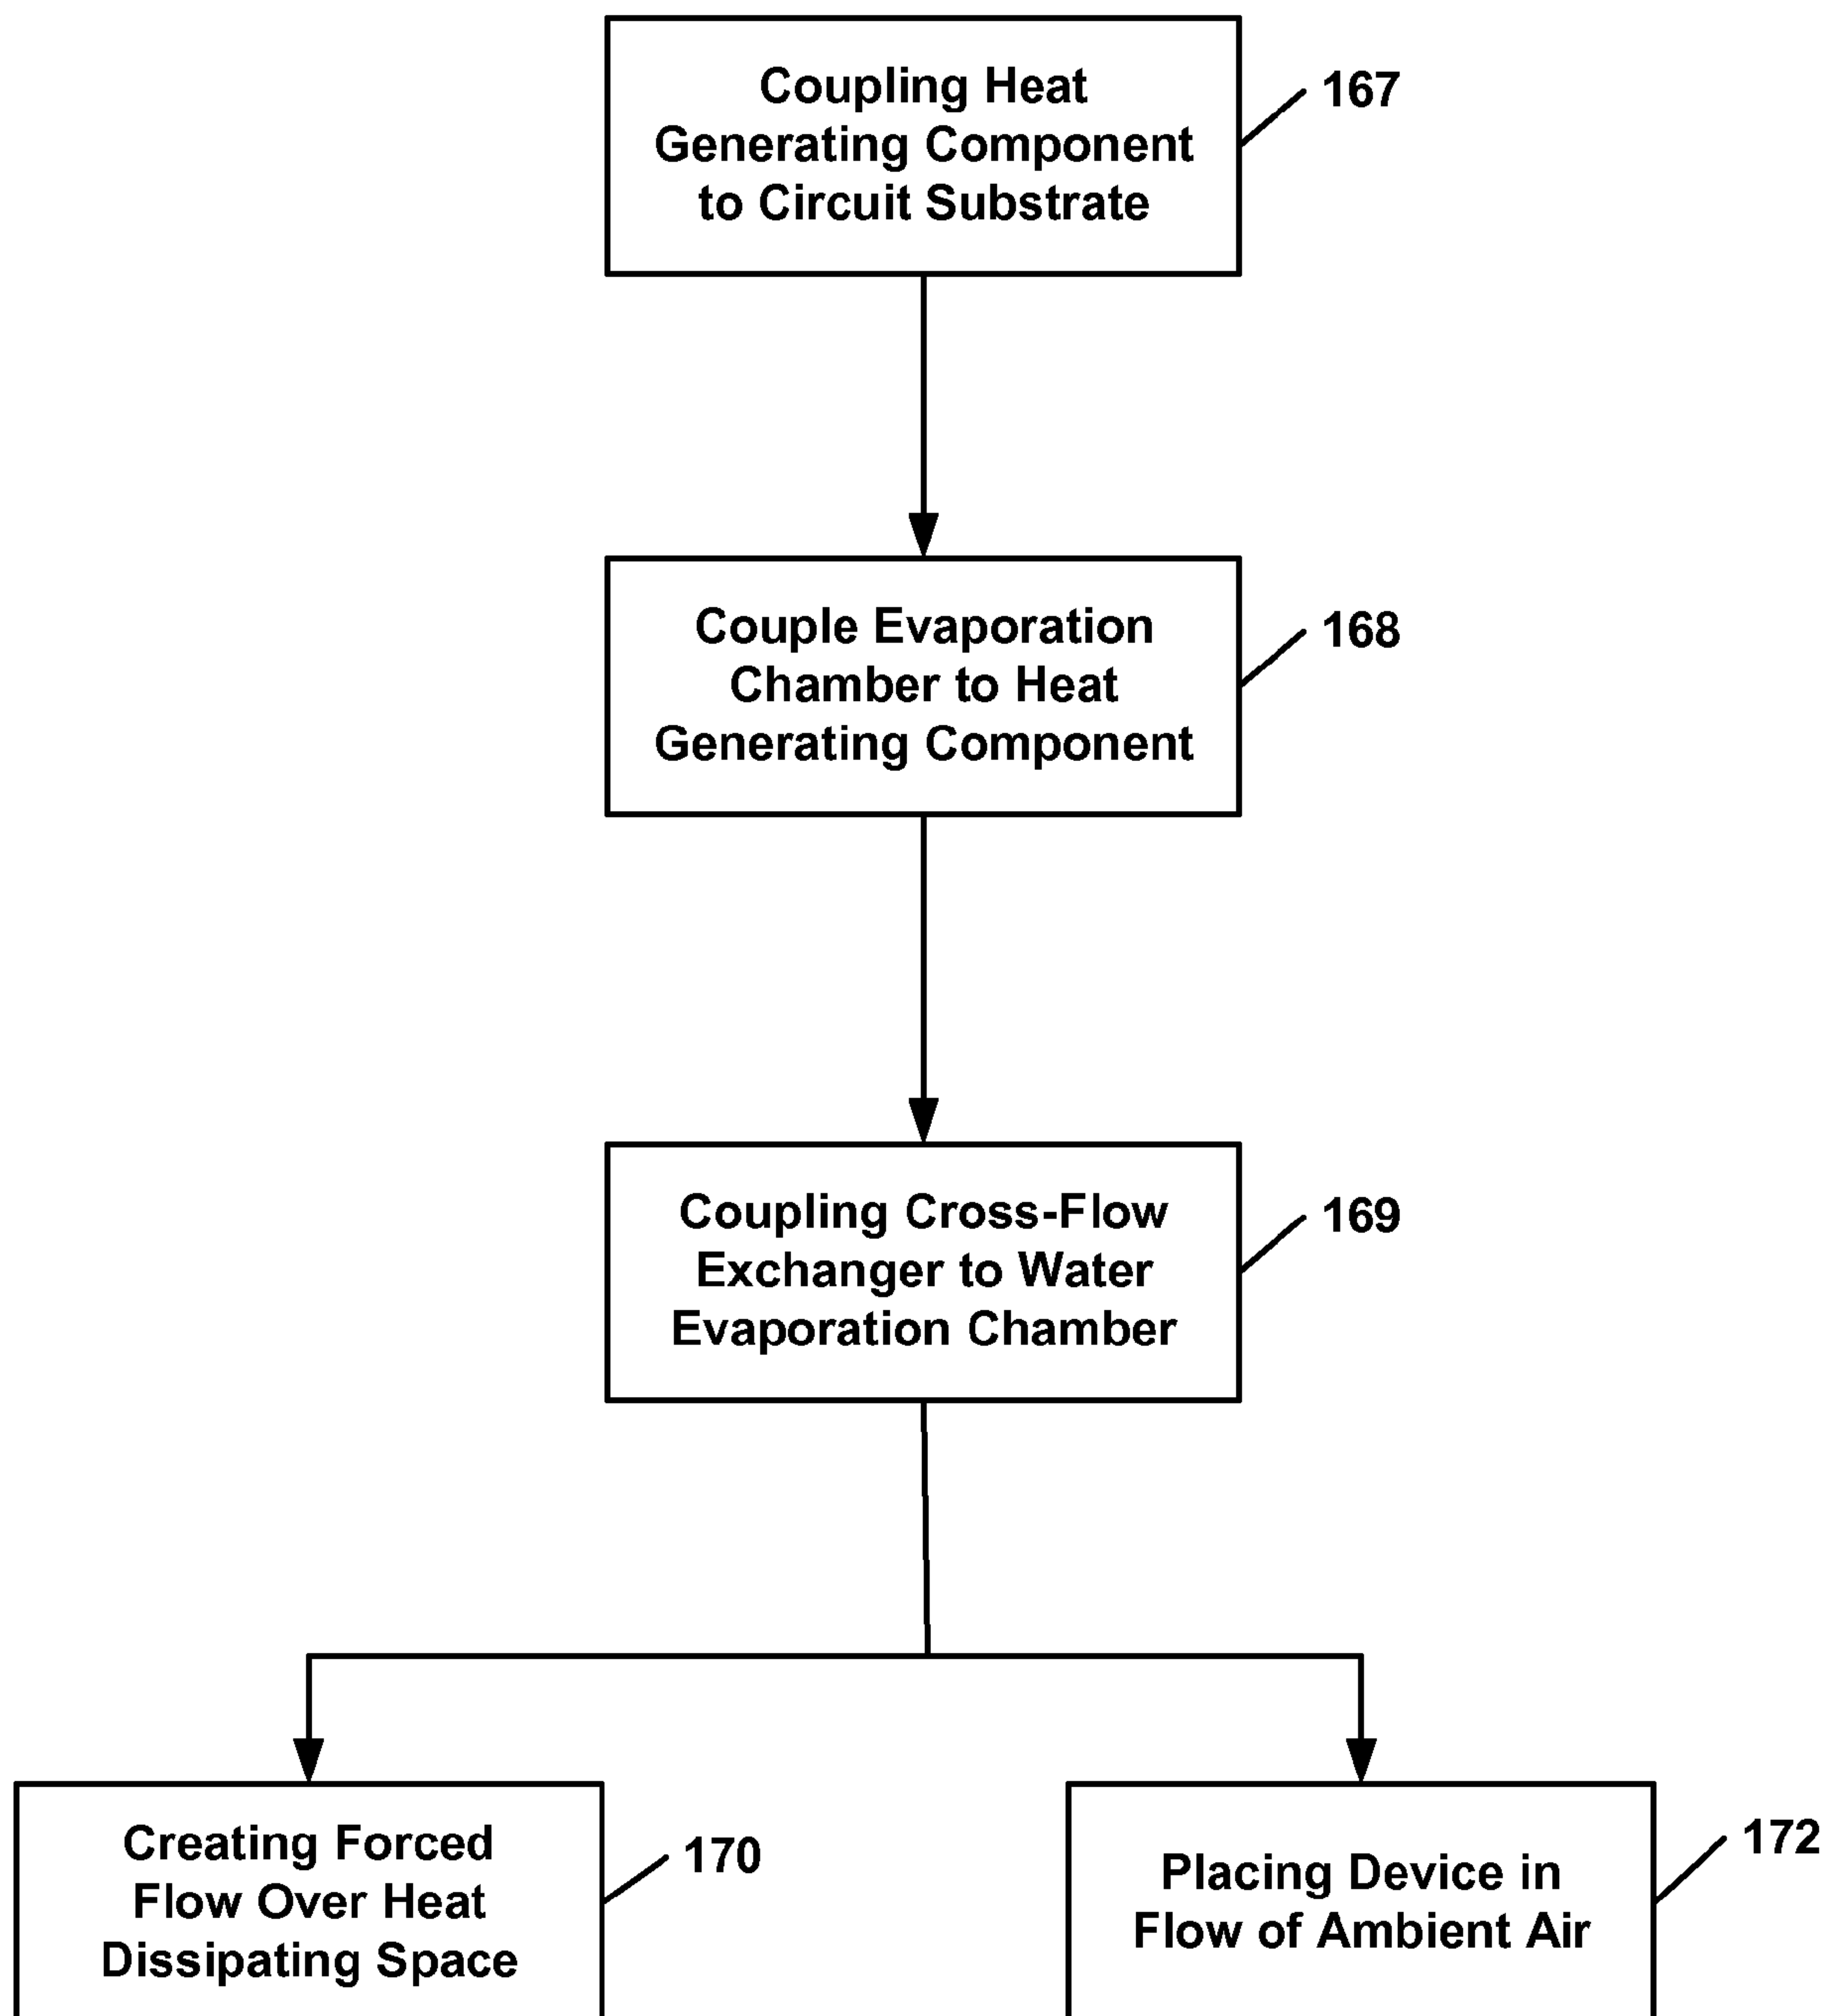 Coupling Heat
Generating Component
to Circuit Substrate
167
Couple Evaporation
Chamber to Heat
Generating Component
168
Coupling Cross-Flow
Exchanger to Water
Evaporation Chamber
169
Creating Forced
Flow Over Heat
Dissipating Space
170
Placing Device in
Flow of Ambient Air
172